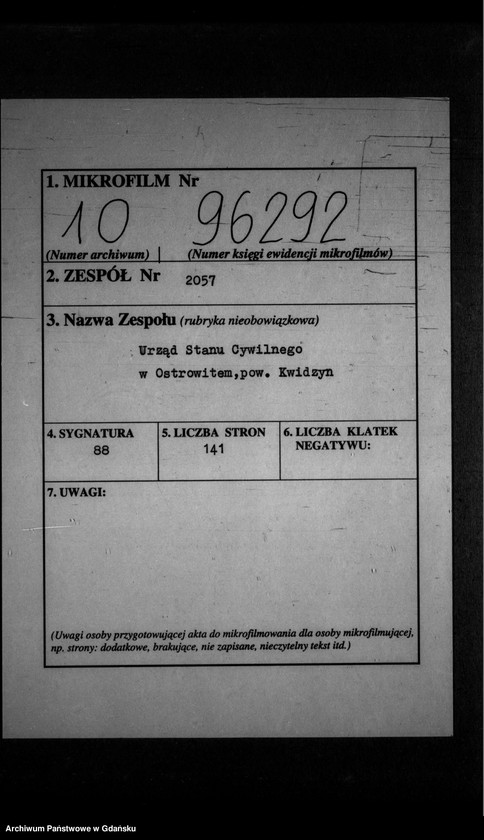 1. MIKROFILM Nr
10 96292
(Numer archiwum) (Numer księgi ewidencji mikrofilmów)
2. ZESPÓŁ Nr 2057
3. Nazwa Zespołu (rubryka nieobowiązkowa)
Urząd Stanu Cywilnego
w Ostrowitem,pow. Kwidzyn
4. SYGNATURA 5. LICZBA STRON 6. LICZBA KLATEK
NEGATYWU:
88 141
7. UWAGI:
(Uwagi osoby przygotowującej akta do mikrofilmowania dla osoby mikrofilmującej,
np. strony: dodatkowe, brakujące, nie zapisane, nieczytelny tekst itd.)
Archiwum Państwowe w Gdańsku